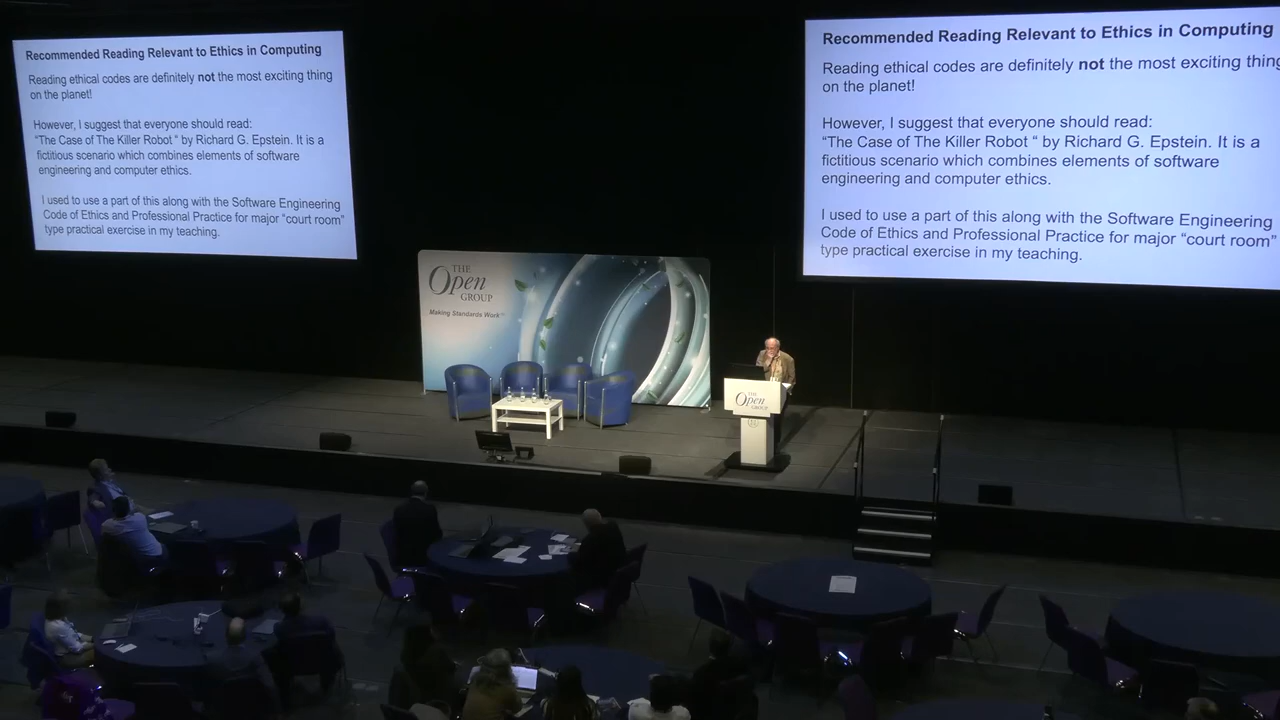 Recommended Reading Relevant to Ethics in Computing
Reading ethical codes are definitely not the most exciting thing
on the planet!
However, I suggest that everyone should read:
“The Case of The Killer Robot “ by Richard G. Epstein. It is a
fictitious scenario which combines elements of software
engineering and computer ethics.
I used to use a part of this along with the Software Engineering
Code of Ethics and Professional Practice for major “court room”
type practical exercise in my teaching.
THE
Open
GROUP
Making Standards Work™
Recommended Reading Relevant to Ethics in Computing
Reading ethical codes are definitely not the most exciting thing
on the planet!
However, I suggest that everyone should read:
“The Case of The Killer Robot “ by Richard G. Epstein. It is a
fictitious scenario which combines elements of software
engineering and computer ethics.
I used to use a part of this along with the Software Engineering
Code of Ethics and Professional Practice for major “court room”
type practical exercise in my teaching.
THE
Open
GROUP